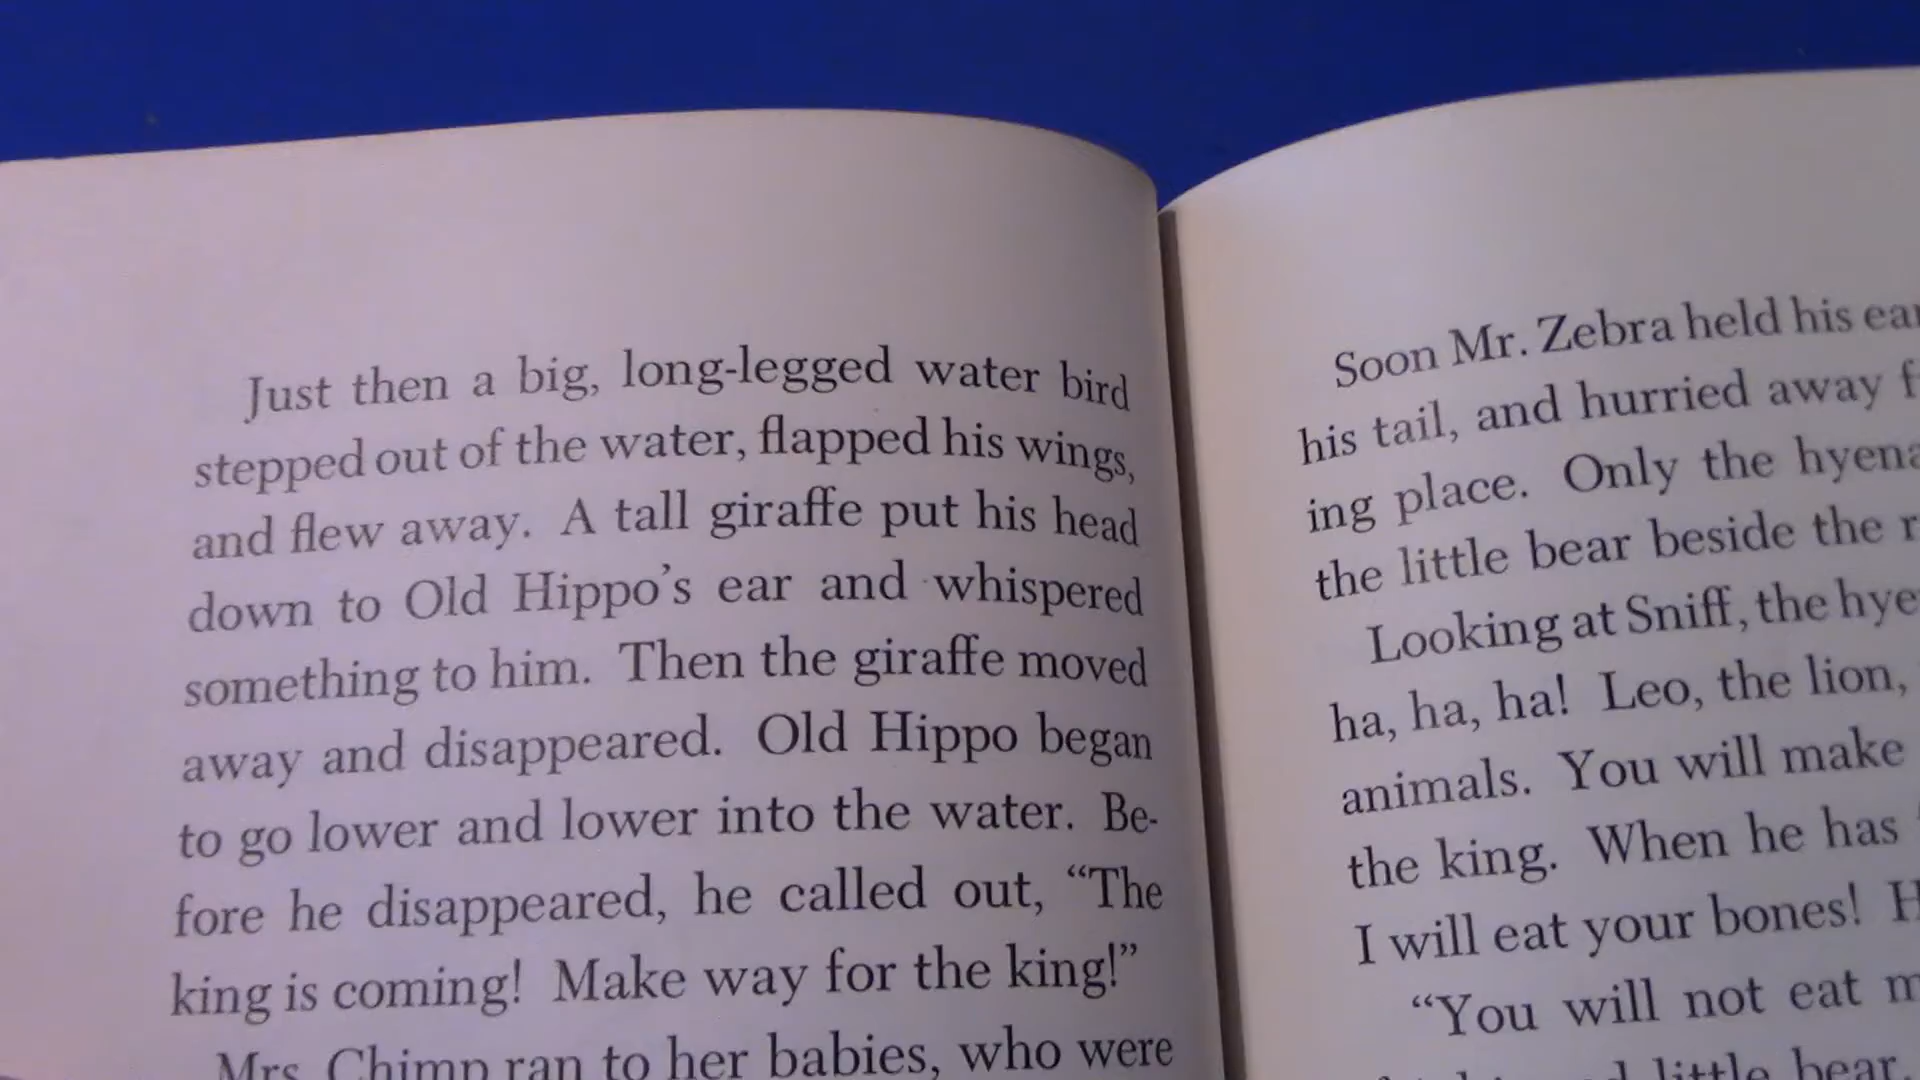 Just then a big, long-legged water bird
stepped out of the water, flapped his wings,
and flew away. A tall giraffe put his head
down to Old Hippo's ear and whispered
something to him. Then the giraffe moved
away and disappeared. Old Hippo began
to go lower and lower into the water. Be-
fore he disappeared, he called out, “The
king is coming! Make way for the king!”
Mrs. Chimp ran to her babies, who were
Soon Mr. Zebra held his
his tail, and hurried away
ing place. Only the
the little bear beside the
Looking at Sniff, the
ha, ha, ha! Leo, the lion,
animals. You will make
the king. When he has
I will eat your bones!
“You will not eat
little bear.